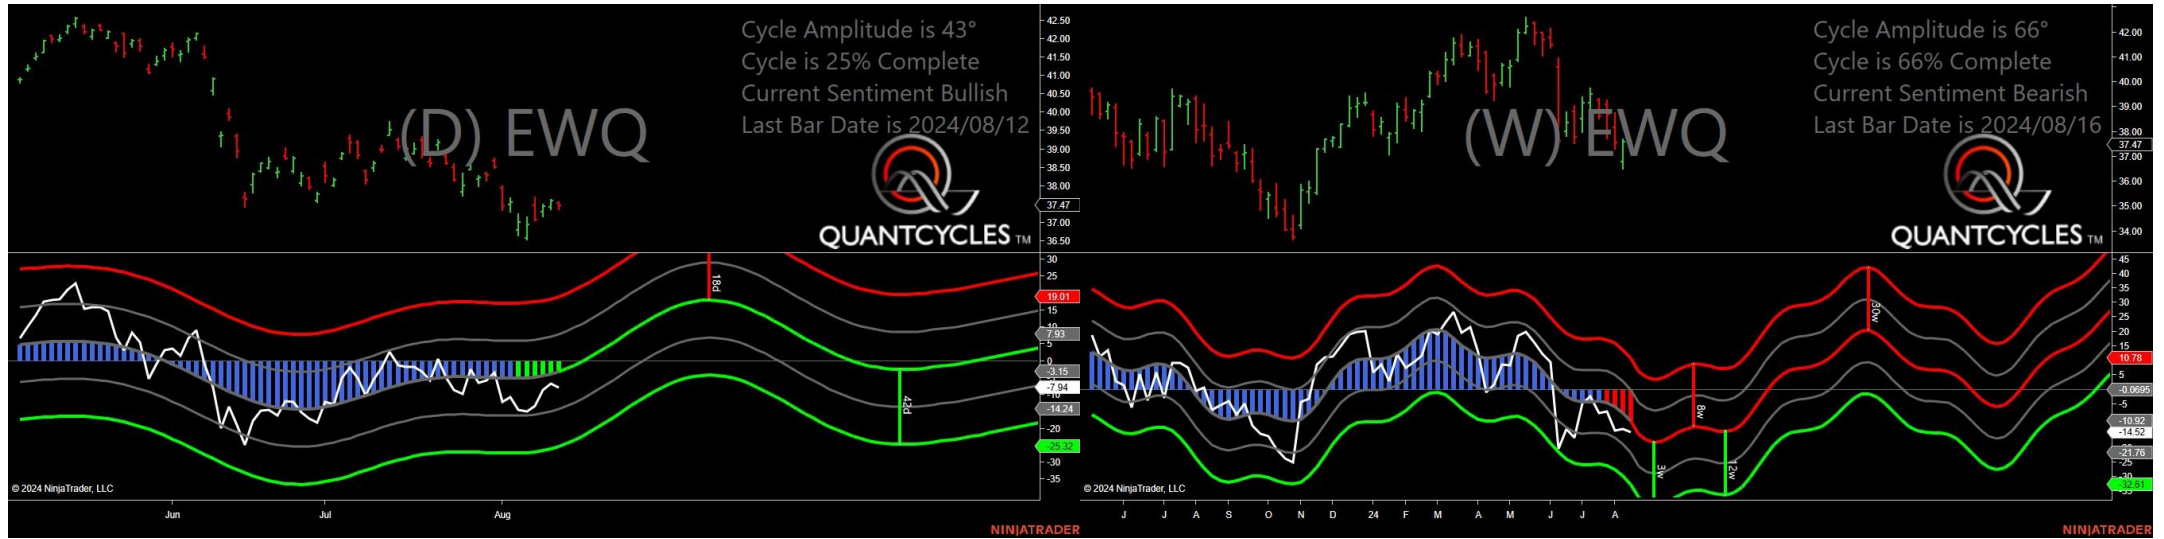 Cycle Amplitude is 43°
Cycle is 25% Complete
Current Sentiment Bullish
Last Bar Date is 2024/08/12
(D) EWQ
QUANTCYCLES TM
42.50
42.00
41.50
41.00
40.50
40.00
39.50
39.00
38.50
38.00
37.47
37.00
36.50
18d
42d
30
25
19.01
15
7.93
5
0
-3.15
-7.94
-14.24
-20
-25.32
-30
-35
© 2024 NinjaTrader, LLC
Jun Jul Aug
NINJATRADER
Cycle Amplitude is 66°
Cycle is 66% Complete
Current Sentiment Bearish
Last Bar Date is 2024/08/16
(W) EWQ
QUANTCYCLES TM
42.00
41.00
40.00
39.00
38.00
37.47
37.00
36.00
35.00
34.00
30w
8w
3w
12w
45
35
30
25
20
15
10.78
5
-0.0695
-5
-10.92
-14.52
-21.76
-25
-32.61
© 2024 NinjaTrader, LLC
J J A S O N D 24 F M A M J J A
NINJATRADER